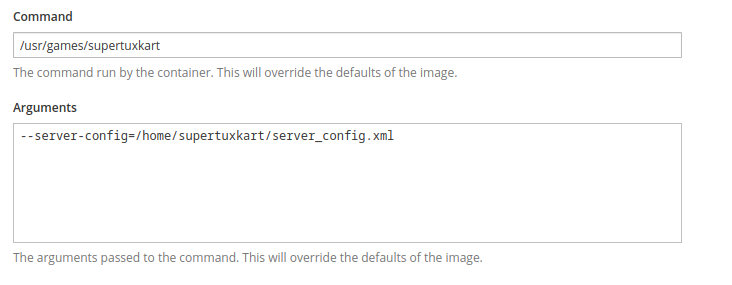 Command
/usr/games/supertuxkart
The command run by the container. This will override the defaults of the image.
Arguments
--server-config=/home/supertuxkart/server_config.xml
The arguments passed to the command. This will override the defaults of the image.